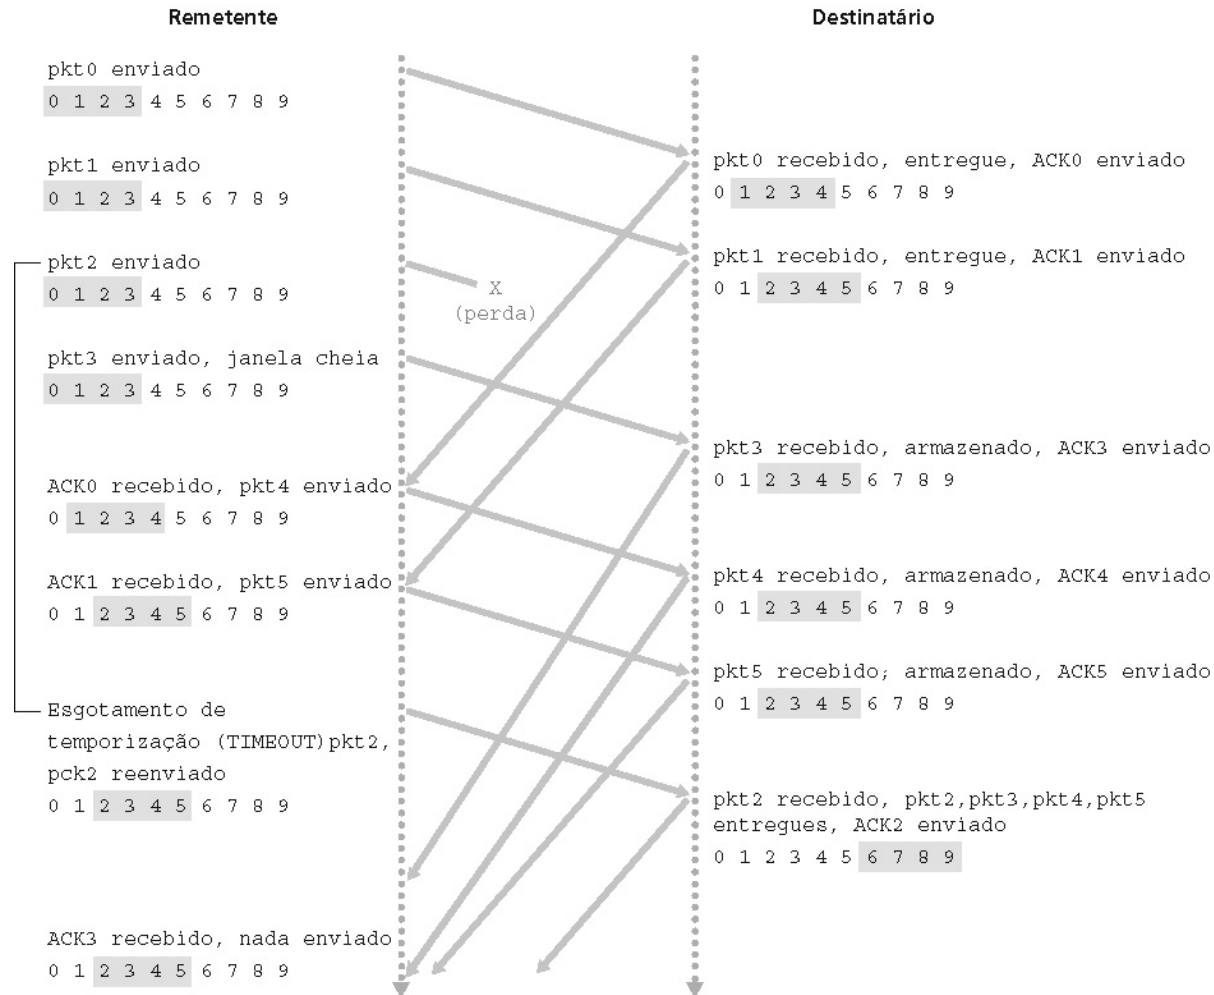 Remetente
Destinatário
pkt0 enviado
0 1 2 3 4 5 6 7 8 9
pkt0 recebido, entregue, ACK0 enviado
0 1 2 3 4 5 6 7 8 9
pkt1 enviado
0 1 2 3 4 5 6 7 8 9
pkt1 recebido, entregue, ACK1 enviado
0 1 2 3 4 5 6 7 8 9
pkt2 enviado
0 1 2 3 4 5 6 7 8 9
X
(perda)
pkt3 enviado, janela cheia
0 1 2 3 4 5 6 7 8 9
pkt3 recebido, armazenado, ACK3 enviado
0 1 2 3 4 5 6 7 8 9
ACK0 recebido, pkt4 enviado
0 1 2 3 4 5 6 7 8 9
pkt4 recebido, armazenado, ACK4 enviado
0 1 2 3 4 5 6 7 8 9
ACK1 recebido, pkt5 enviado
0 1 2 3 4 5 6 7 8 9
pkt5 recebido; armazenado, ACK5 enviado
0 1 2 3 4 5 6 7 8 9
Esgotamento de
temporização (TIMEOUT)pkt2,
pck2 reenviado
0 1 2 3 4 5 6 7 8 9
pkt2 recebido, pkt2,pkt3,pkt4,pkt5
entregues, ACK2 enviado
0 1 2 3 4 5 6 7 8 9
ACK3 recebido, nada enviado
0 1 2 3 4 5 6 7 8 9